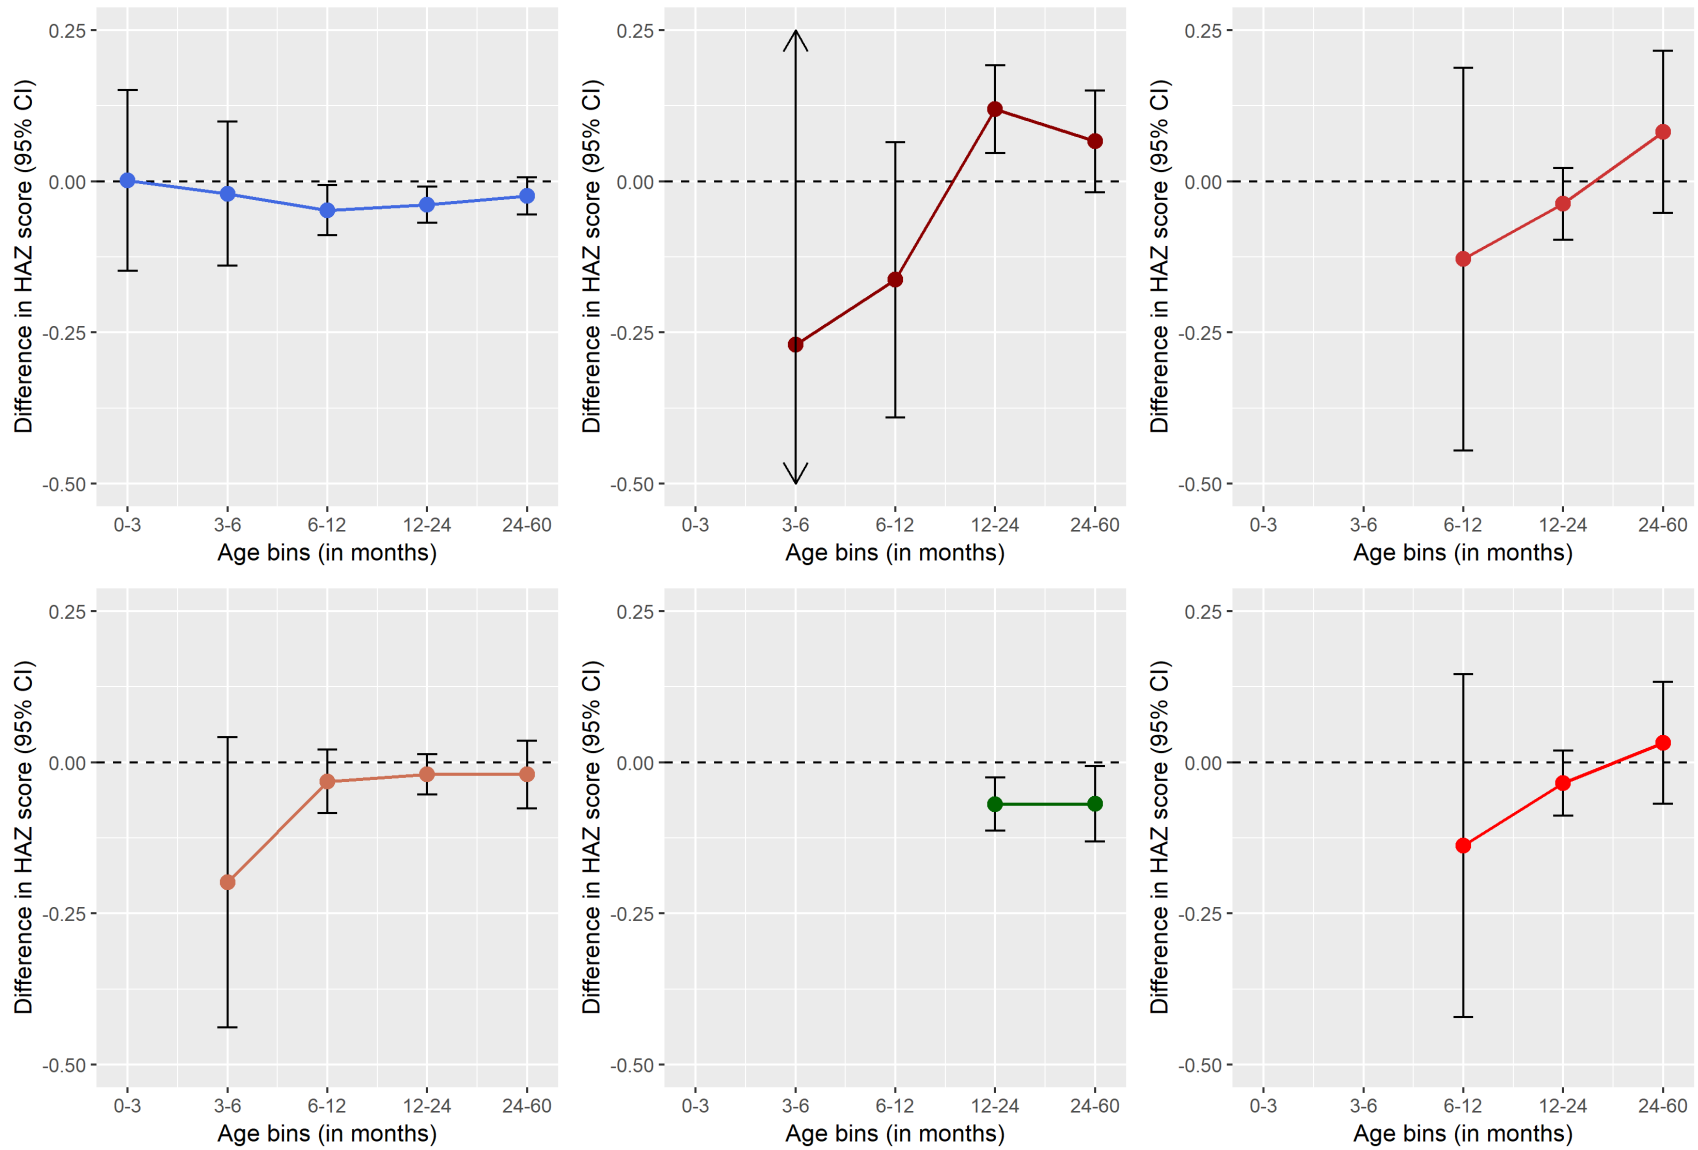 Difference in HAZ score (95% CI)
0.25
0.00
-0.25
-0.50
0-3 3-6 6-12 12-24 24-60
Age bins (in months)
Difference in HAZ score (95% CI)
0.25
0.00
-0.25
-0.50
0-3 3-6 6-12 12-24 24-60
Age bins (in months)
Difference in HAZ score (95% CI)
0.25
0.00
-0.25
-0.50
0-3 3-6 6-12 12-24 24-60
Age bins (in months)
Difference in HAZ score (95% CI)
0.25
0.00
-0.25
-0.50
0-3 3-6 6-12 12-24 24-60
Age bins (in months)
Difference in HAZ score (95% CI)
0.25
0.00
-0.25
-0.50
0-3 3-6 6-12 12-24 24-60
Age bins (in months)
Difference in HAZ score (95% CI)
0.25
0.00
-0.25
-0.50
0-3 3-6 6-12 12-24 24-60
Age bins (in months)